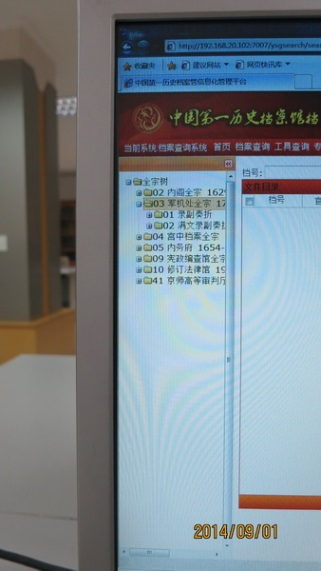 http://192.168.20.102:7007/ysgsearch/sear
收藏夹 建议网站 网页快讯库
中国第一历史档案馆信息化管理平台
中国第一历史档案馆档
当前系统:档案查询系统 首页 档案查询 工具查询
档号:
文件目录
档号
全宗树
02 内阁全宗 162
03 军机处全宗 17
01 录副奏折
02 满文录副奏
04 宫中档案全宗
05 内务府 1654-
09 宪政编查馆全宗
10 修订法律馆 19
41 京师高等审判厅
2014/09/01